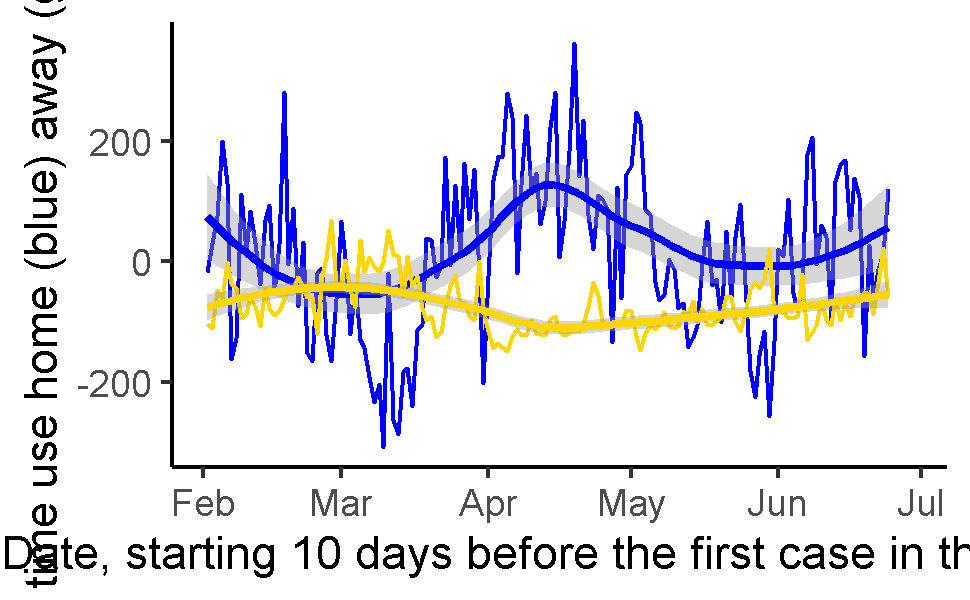 time use home (blue) away (
200
0
-200
Feb Mar Apr May Jun Jul
Date, starting 10 days before the first case in th